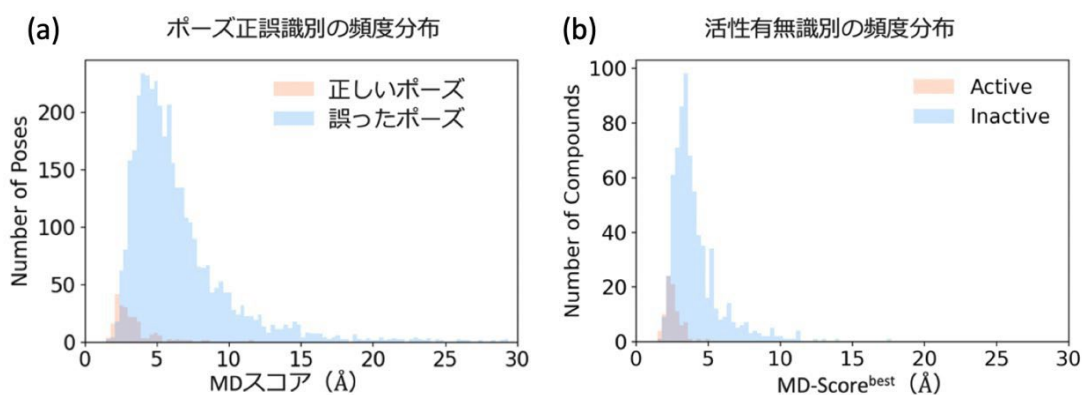 (a)
ポーズ正誤識別の頻度分布
正しいポーズ
誤ったポーズ
Number of Poses
200
150
100
50
0
0 5 10 15 20 25 30
MDスコア（Å）
(b)
活性有無識別の頻度分布
Active
Inactive
Number of Compounds
100
80
60
40
20
0
0 5 10 15 20 25 30
MD-Scoreᵇᵉˢᵗ（Å）